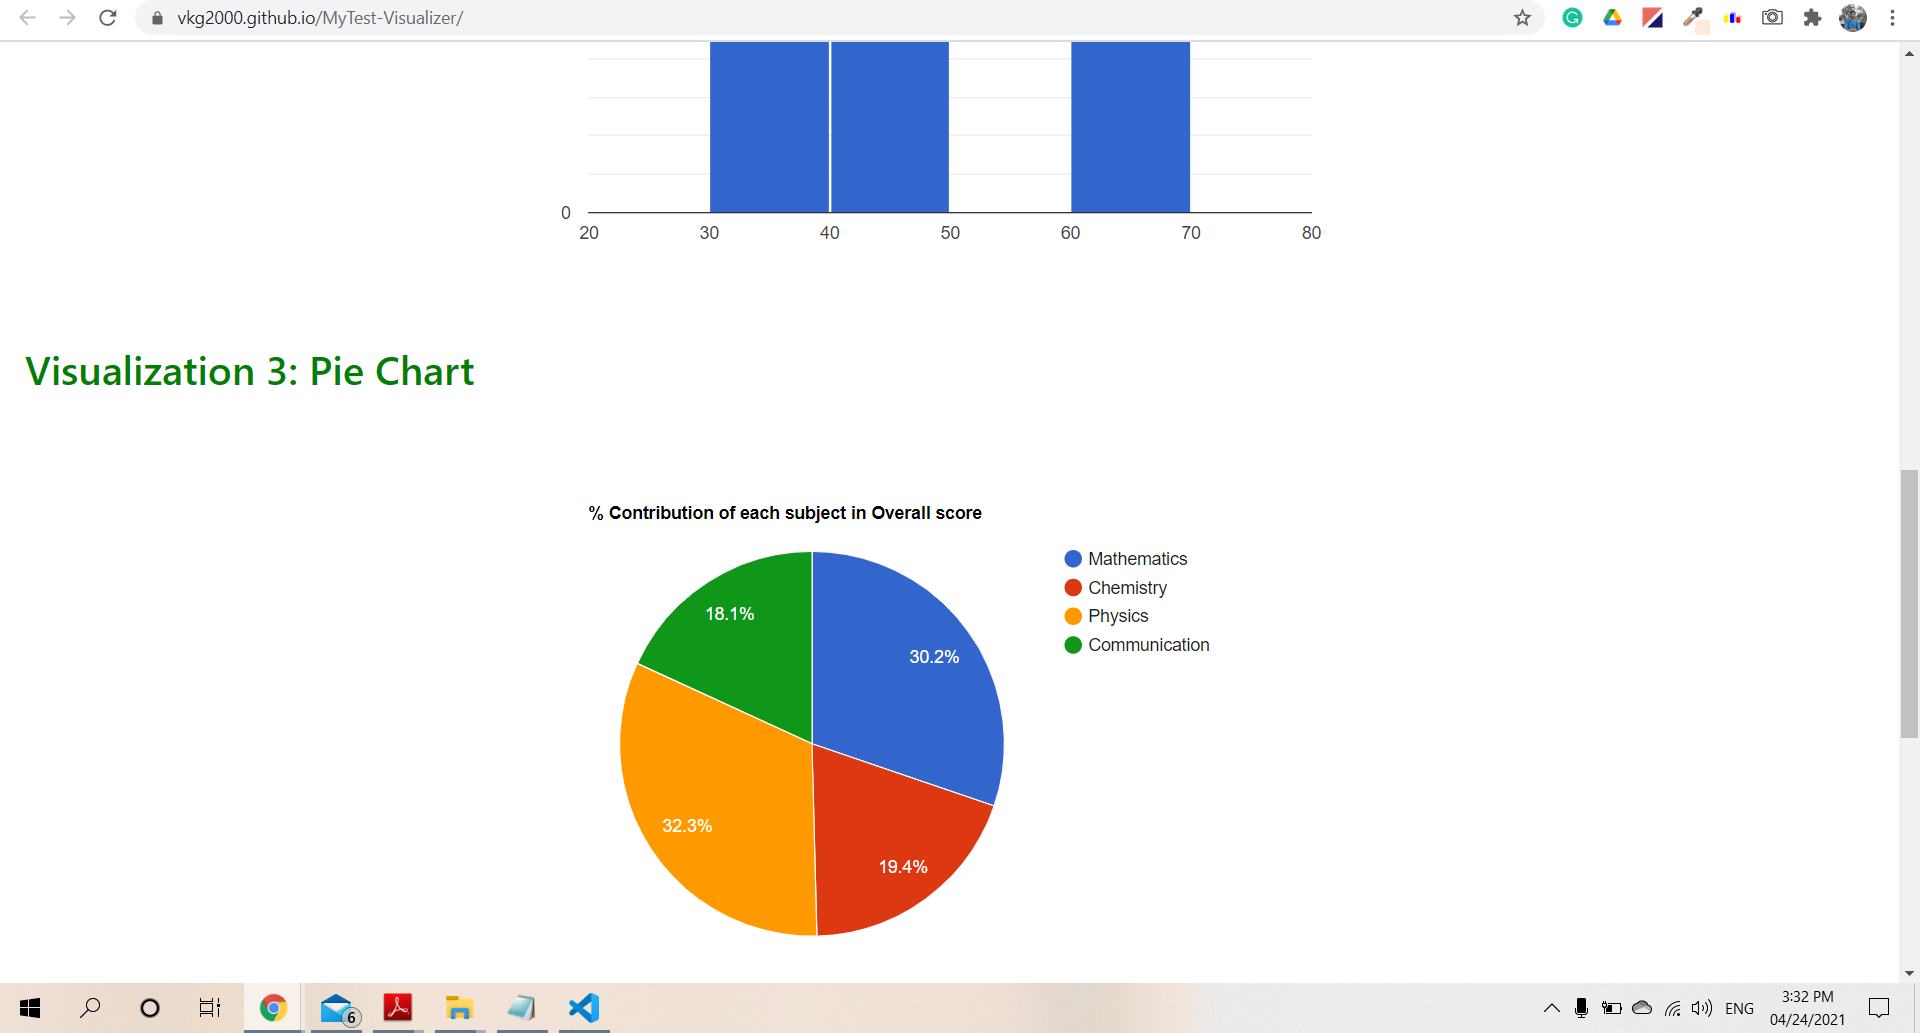 vkg2000.github.io/MyTest-Visualizer/
0
20 30 40 50 60 70 80
Visualization 3: Pie Chart
% Contribution of each subject in Overall score
Mathematics
Chemistry
Physics
Communication
18.1%
30.2%
32.3%
19.4%
6
ENG
3:32 PM
04/24/2021